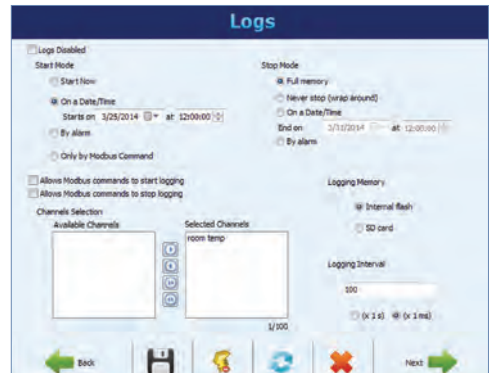 Logs
Logs Disabled
Start Mode
Start Now
On a Date/Time
Starts on 3/25/2014 at 12:00:00
By alarm
Only by Modbus Command
Stop Mode
Full memory
Never stop (wrap around)
On a Date/Time
End on 3/31/2014 at 12:00:00
By alarm
Allows Modbus commands to start logging
Allows Modbus commands to stop logging
Channels Selection
Available Channels
Selected Channels
room temp
1/100
Logging Memory
Internal flash
SD card
Logging Interval
100
(x 1 s) (x 1 ms)
Back
Next